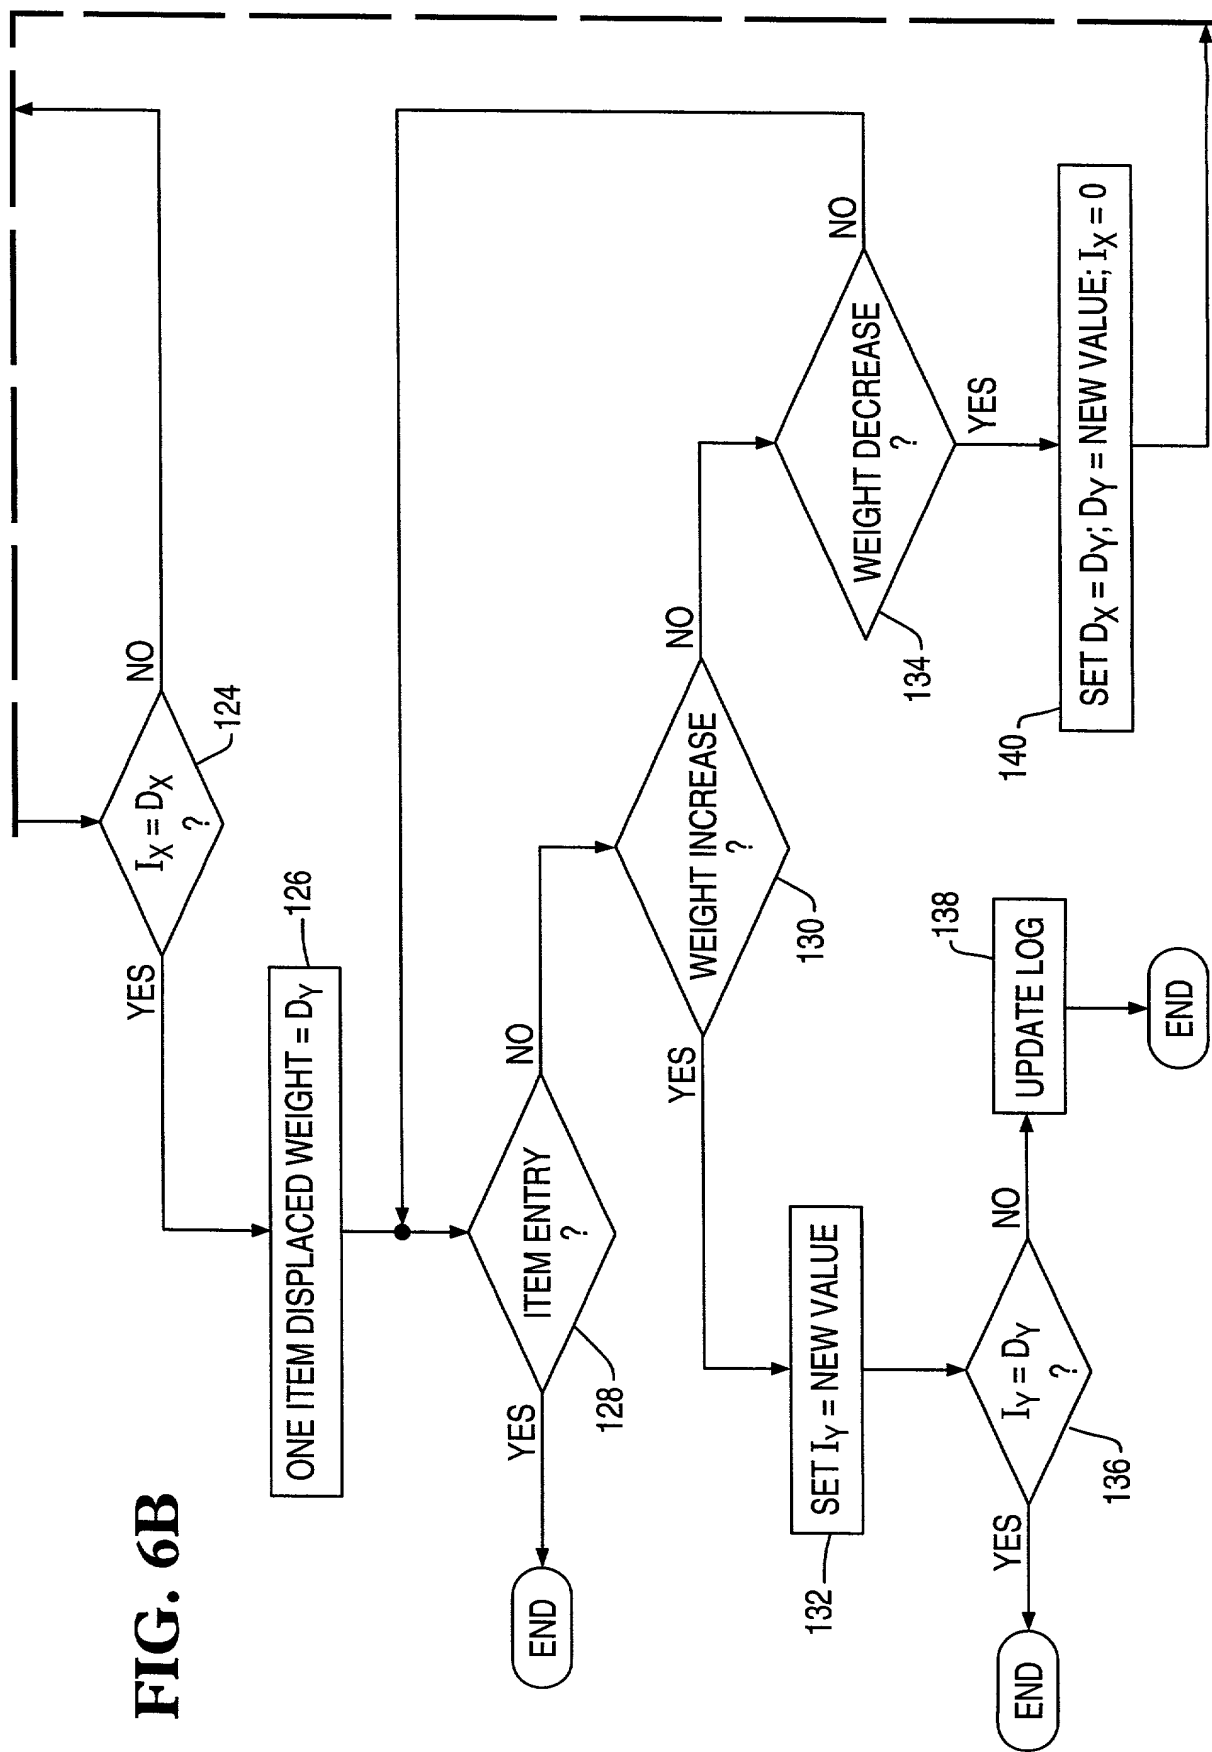 FIG. 6B
I_X = D_X
?
124
YES
NO
ONE ITEM DISPLACED WEIGHT = D_Y
126
ITEM ENTRY
?
128
YES
NO
END
WEIGHT INCREASE
?
130
YES
NO
SET I_Y = NEW VALUE
132
WEIGHT DECREASE
?
134
NO
YES
I_Y = D_Y
?
136
YES
NO
END
UPDATE LOG
138
END
SET D_X = D_Y; D_Y = NEW VALUE; I_X = 0
140